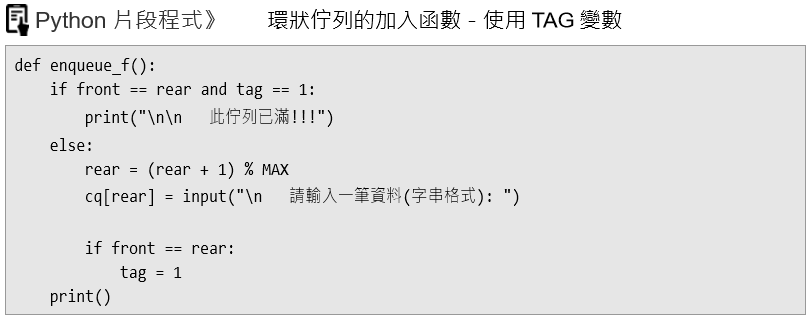 Python 片段程式》 環狀佇列的加入函數 - 使用 TAG 變數
def enqueue_f():
    if front == rear and tag == 1:
        print("\n\n   此佇列已滿!!!")
    else:
        rear = (rear + 1) % MAX
        cq[rear] = input("\n   請輸入一筆資料(字串格式): ")
        if front == rear:
            tag = 1
    print()